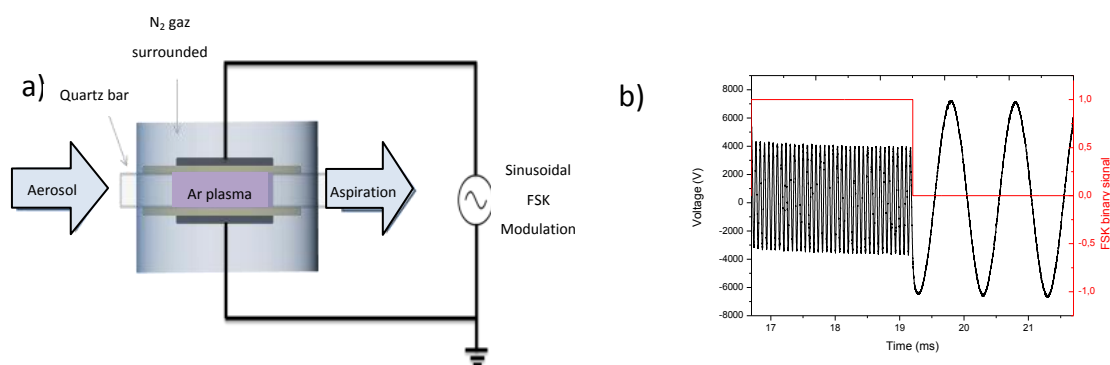 a)
N₂ gaz
surrounded
Quartz bar
Aerosol
Ar plasma
Aspiration
Sinusoidal
FSK
Modulation
b)
Voltage (V)
8000
6000
4000
2000
0
-2000
-4000
-6000
-8000
17 18 19 20 21
Time (ms)
1,0
0,5
0,0
-0,5
-1,0
FSK binary signal